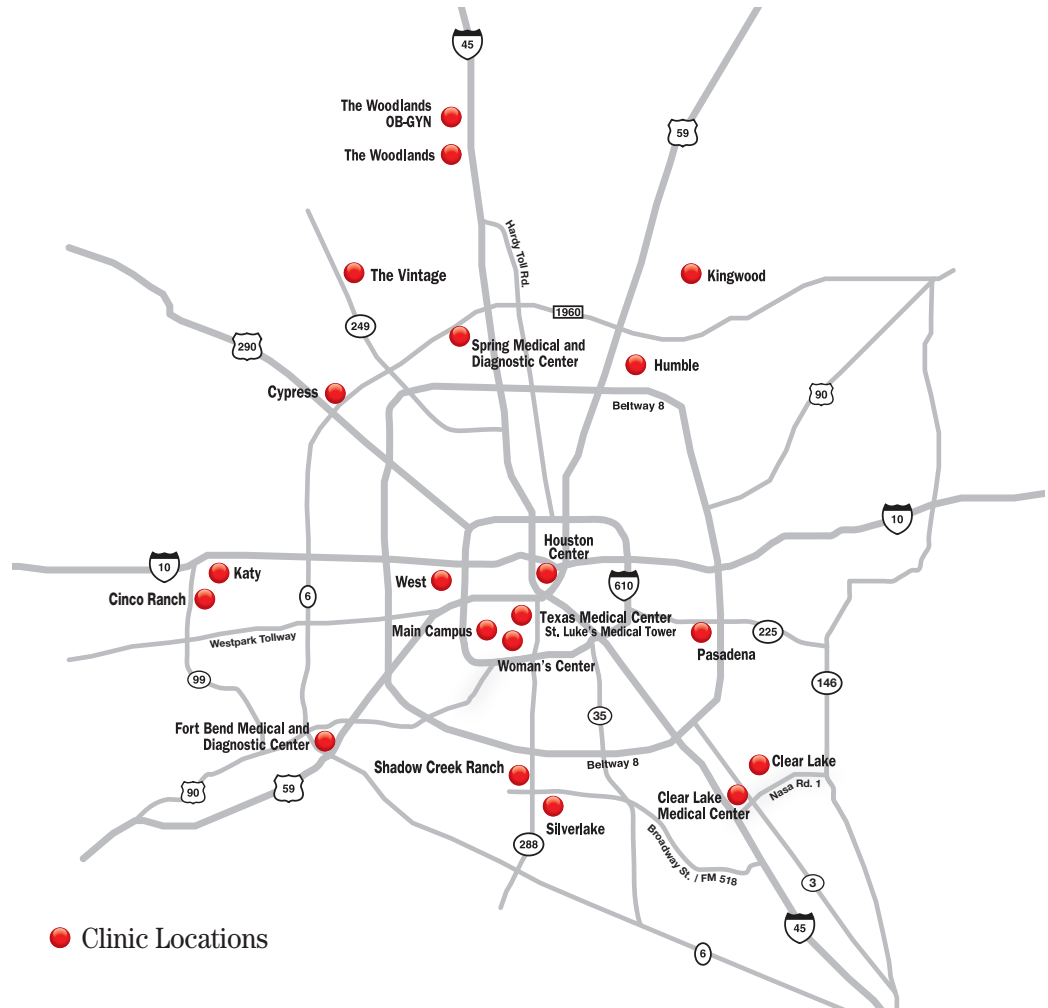 45
The Woodlands
OB-GYN
59
The Woodlands
Hardy Toll Rd.
The Vintage
Kingwood
1960
249
290
Spring Medical and
Diagnostic Center
Humble
Cypress
90
Beltway 8
10
Houston
Center
10
Katy
West
610
Cinco Ranch
6
Texas Medical Center
St. Luke's Medical Tower
Main Campus
225
Westpark Tollway
Pasadena
Woman's Center
99
146
35
Fort Bend Medical and
Diagnostic Center
Beltway 8
Clear Lake
Shadow Creek Ranch
Nasa Rd. 1
90
59
Clear Lake
Medical Center
Silverlake
288
Broadway St. / FM 518
3
45
Clinic Locations
6